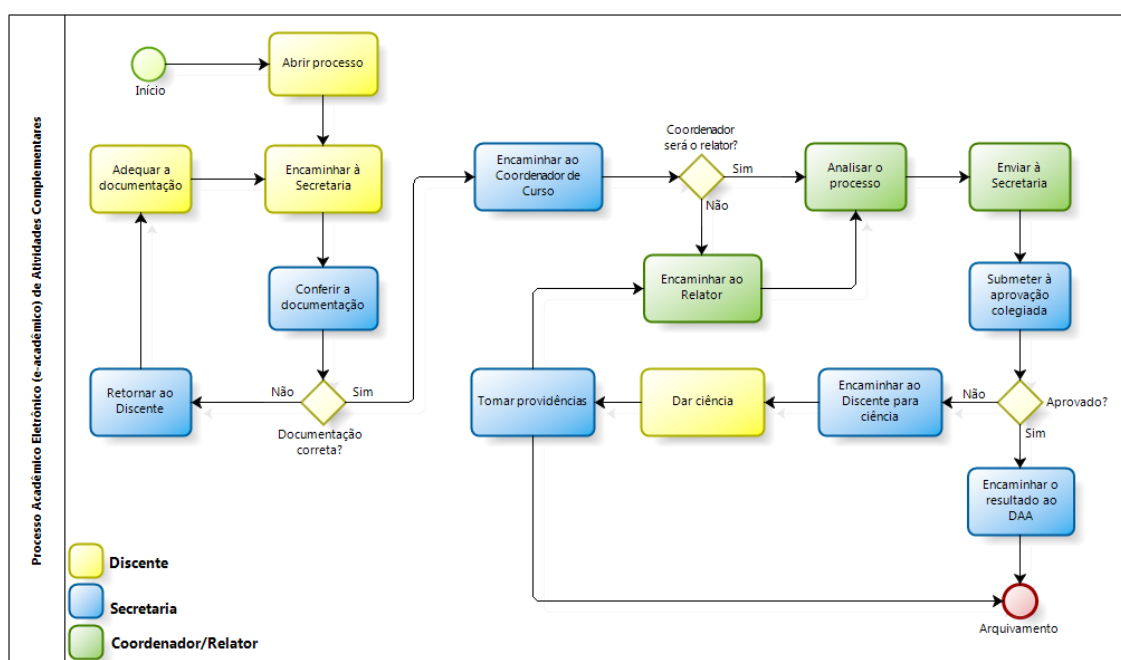 Processo Acadêmico Eletrônico (e-acadêmico) de Atividades Complementares
Início
Abrir processo
Adequar a
documentação
Encaminhar à
Secretaria
Conferir a
documentação
Retornar ao
Discente
Não
Sim
Documentação
correta?
Encaminhar ao
Coordenador de
Curso
Coordenador
será o relator?
Sim
Não
Analisar o
processo
Enviar à
Secretaria
Encaminhar ao
Relator
Submeter à
aprovação
colegiada
Tomar providências
Dar ciência
Encaminhar ao
Discente para
ciência
Não
Aprovado?
Sim
Encaminhar o
resultado ao
DAA
Arquivamento
Discente
Secretaria
Coordenador/Relator